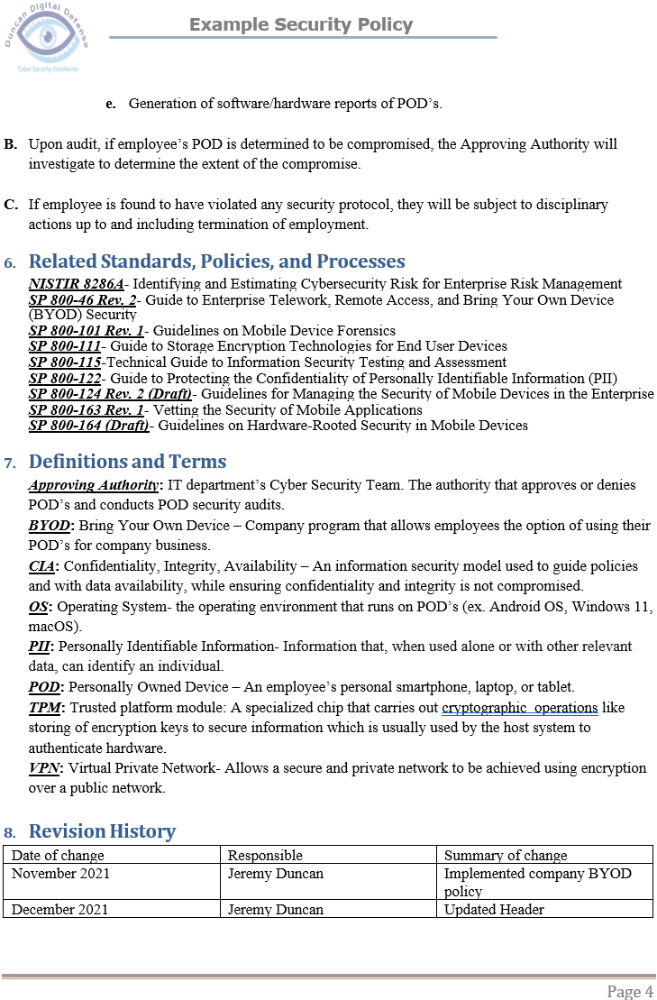 Duncan Digital Defense
Cyber Security Excellence
Example Security Policy
e. Generation of software/hardware reports of POD’s.
B. Upon audit, if employee’s POD is determined to be compromised, the Approving Authority will
investigate to determine the extent of the compromise.
C. If employee is found to have violated any security protocol, they will be subject to disciplinary
actions up to and including termination of employment.
6. Related Standards, Policies, and Processes
NISTIR 8286A- Identifying and Estimating Cybersecurity Risk for Enterprise Risk Management
SP 800-46 Rev. 2- Guide to Enterprise Telework, Remote Access, and Bring Your Own Device
(BYOD) Security
SP 800-101 Rev. 1- Guidelines on Mobile Device Forensics
SP 800-111- Guide to Storage Encryption Technologies for End User Devices
SP 800-115-Technical Guide to Information Security Testing and Assessment
SP 800-122- Guide to Protecting the Confidentiality of Personally Identifiable Information (PII)
SP 800-124 Rev. 2 (Draft)- Guidelines for Managing the Security of Mobile Devices in the Enterprise
SP 800-163 Rev. 1- Vetting the Security of Mobile Applications
SP 800-164 (Draft)- Guidelines on Hardware-Rooted Security in Mobile Devices
7. Definitions and Terms
Approving Authority: IT department’s Cyber Security Team. The authority that approves or denies
POD’s and conducts POD security audits.
BYOD: Bring Your Own Device – Company program that allows employees the option of using their
POD’s for company business.
CIA: Confidentiality, Integrity, Availability – An information security model used to guide policies
and with data availability, while ensuring confidentiality and integrity is not compromised.
OS: Operating System- the operating environment that runs on POD’s (ex. Android OS, Windows 11,
macOS).
PII: Personally Identifiable Information- Information that, when used alone or with other relevant
data, can identify an individual.
POD: Personally Owned Device – An employee’s personal smartphone, laptop, or tablet.
TPM: Trusted platform module: A specialized chip that carries out cryptographic operations like
storing of encryption keys to secure information which is usually used by the host system to
authenticate hardware.
VPN: Virtual Private Network- Allows a secure and private network to be achieved using encryption
over a public network.
8. Revision History
Date of change Responsible Summary of change
November 2021 Jeremy Duncan Implemented company BYOD
policy
December 2021 Jeremy Duncan Updated Header
Page 4